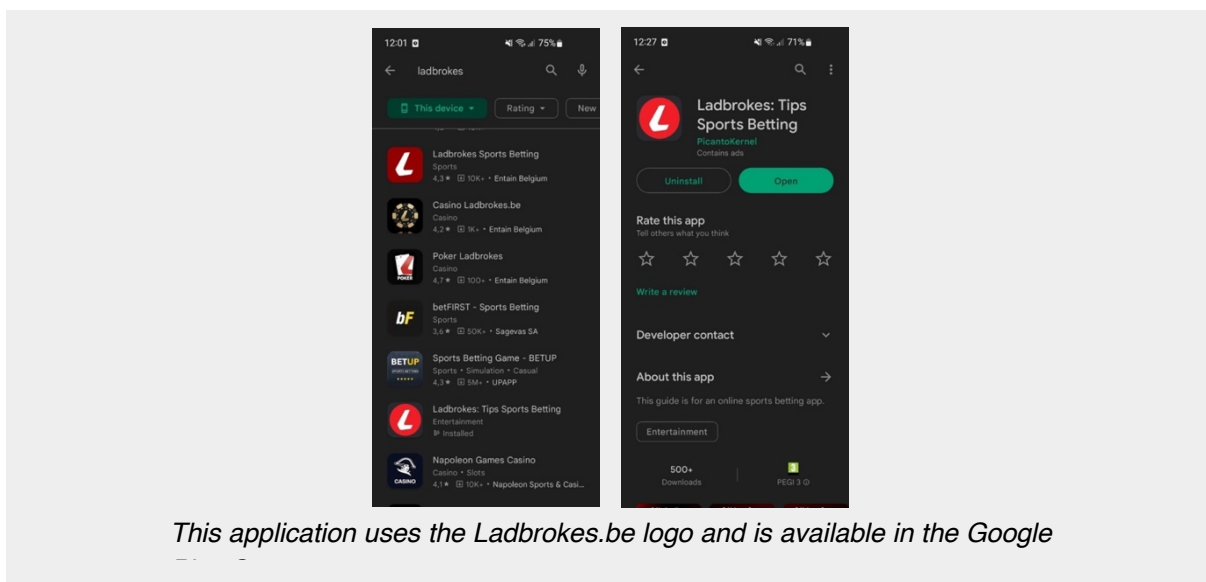 12:01 75%
ladbrokes
This device Rating New
Ladbrokes Sports Betting
Sports
4,3★ 10K+ • Entain Belgium
Casino Ladbrokes.be
Casino
4,2★ 1K+ • Entain Belgium
POKER
Poker Ladbrokes
Casino
4,7★ 100+ • Entain Belgium
bF
betFIRST - Sports Betting
Sports
3,6★ 50K+ • Sagevas SA
BETUP
Sports Betting Game - BETUP
Sports • Simulation • Casual
4,3★ 5M+ • UPAPP
Ladbrokes: Tips Sports Betting
Entertainment
Installed
CASINO
Napoleon Games Casino
Casino • Slots
4,1★ 10K+ • Napoleon Sports & Casi...
12:27 71%
Ladbrokes: Tips
Sports Betting
PicantoKernel
Contains ads
Uninstall Open
Rate this app
Tell others what you think
Write a review
Developer contact
About this app
This guide is for an online sports betting app.
Entertainment
500+ 3
Downloads PEGI 3
This application uses the Ladbrokes.be logo and is available in the Google